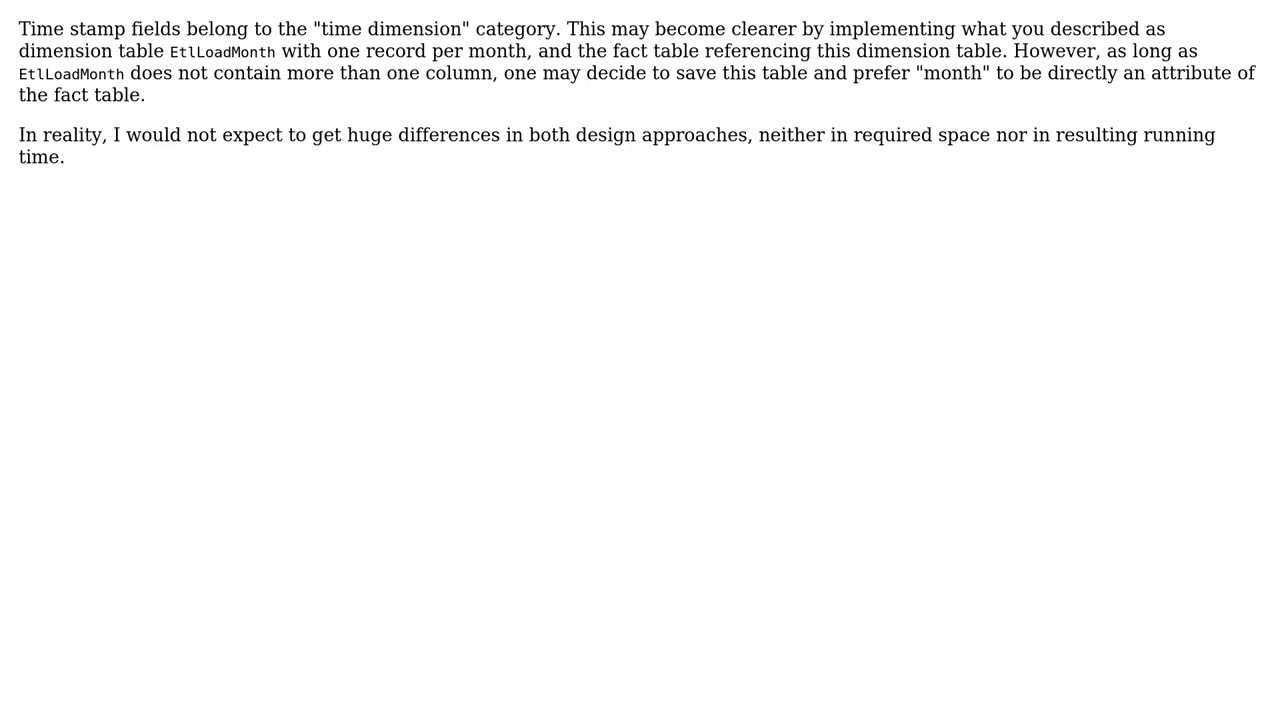 Time stamp fields belong to the "time dimension" category. This may become clearer by implementing what you described as
dimension table EtlLoadMonth with one record per month, and the fact table referencing this dimension table. However, as long as
EtlLoadMonth does not contain more than one column, one may decide to save this table and prefer "month" to be directly an attribute of
the fact table.
In reality, I would not expect to get huge differences in both design approaches, neither in required space nor in resulting running
time.